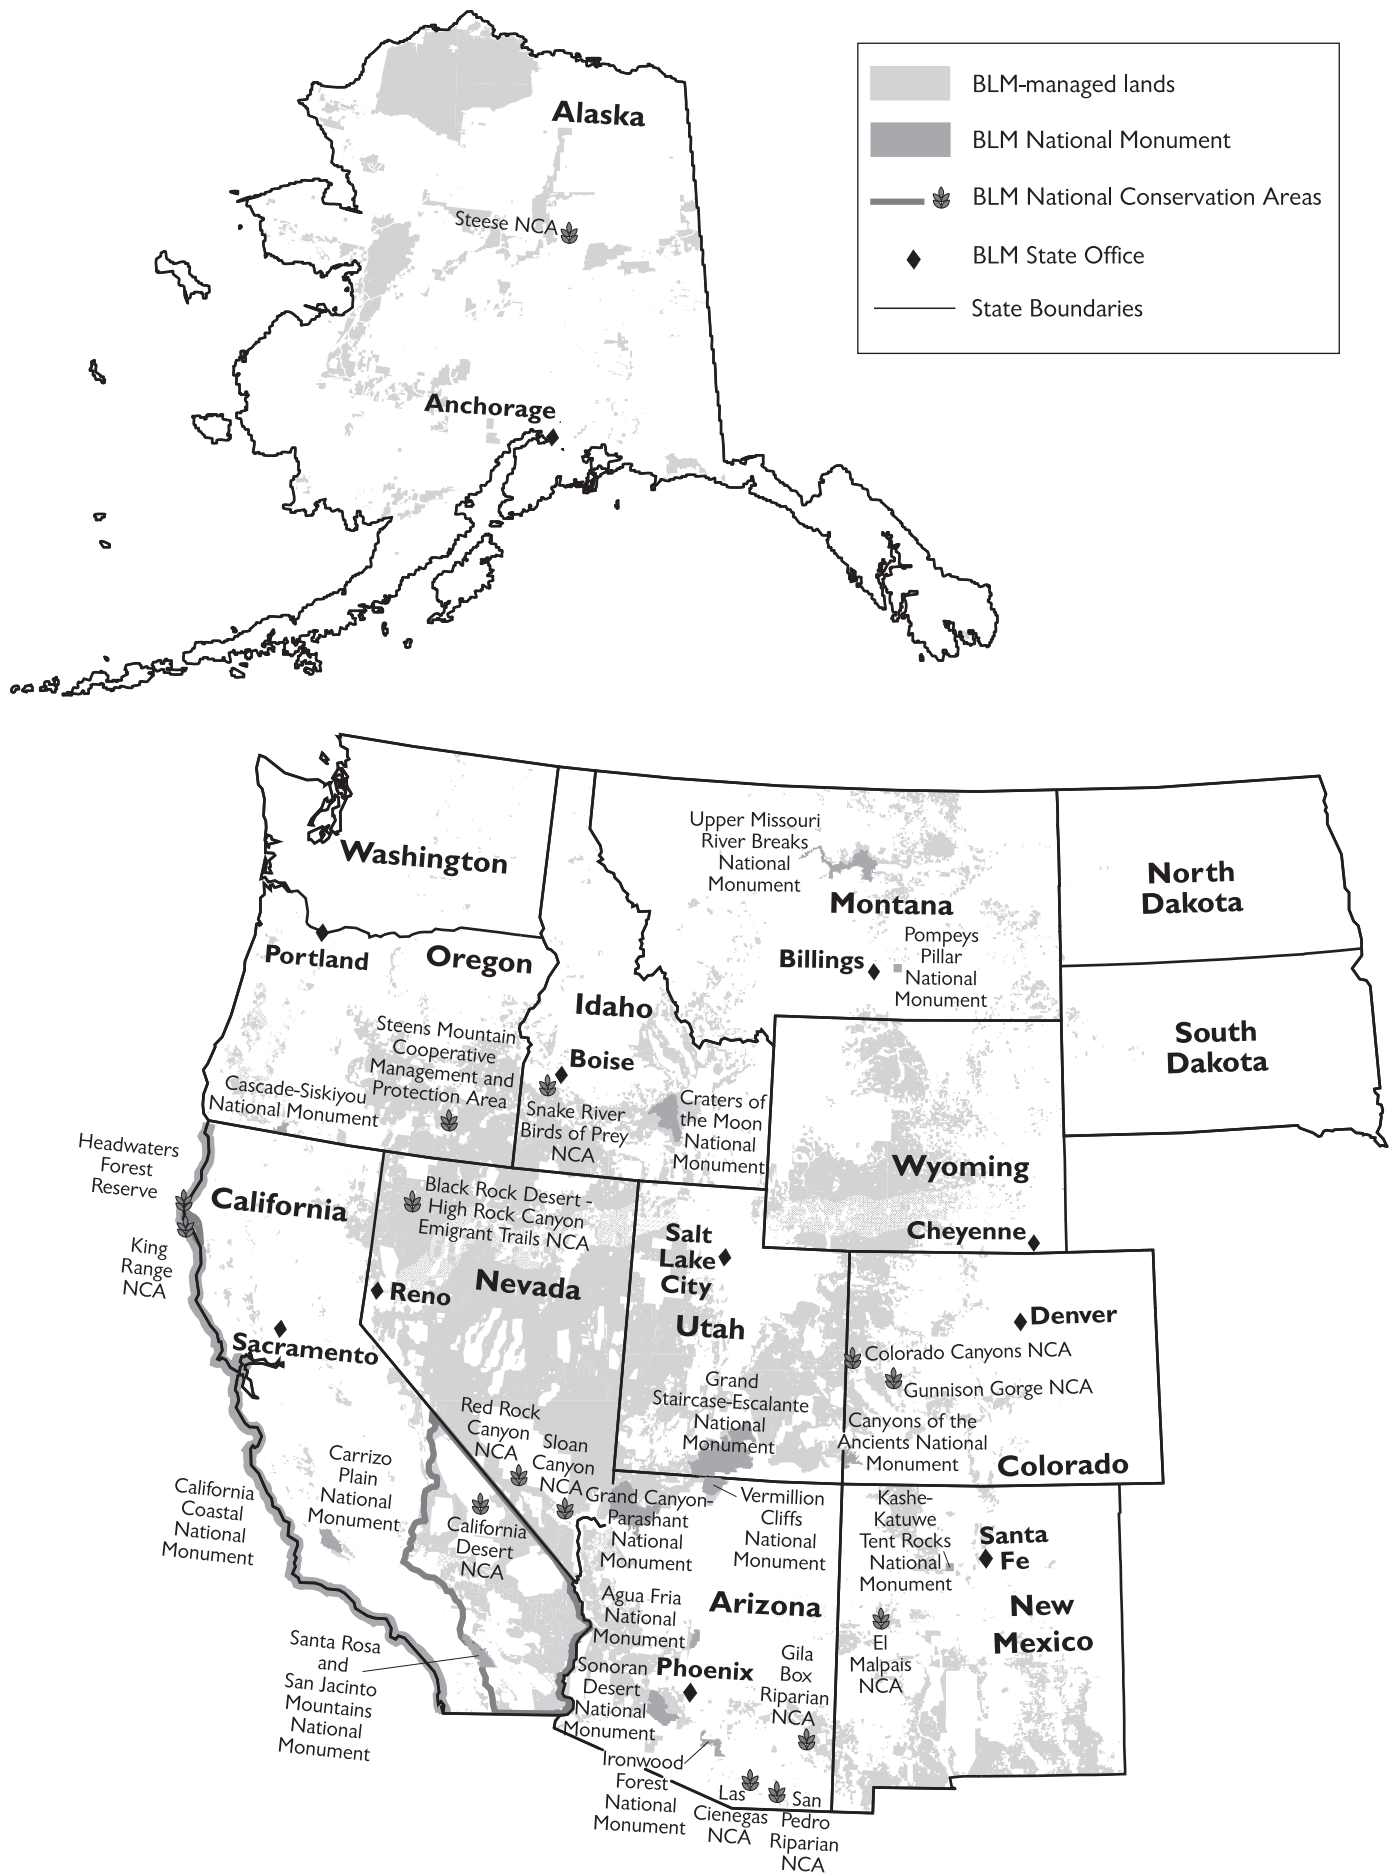 Alaska
Steese NCA
Anchorage
BLM-managed lands
BLM National Monument
BLM National Conservation Areas
BLM State Office
State Boundaries
Washington
Portland
Oregon
Steens Mountain
Cooperative
Management and
Protection Area
Cascade-Siskiyou
National Monument
Idaho
Boise
Snake River
Birds of Prey
NCA
Craters of
the Moon
National
Monument
Upper Missouri
River Breaks
National
Monument
Montana
Billings
Pompeys
Pillar
National
Monument
North
Dakota
South
Dakota
Wyoming
Cheyenne
Headwaters
Forest
Reserve
California
King
Range
NCA
Sacramento
Black Rock Desert -
High Rock Canyon
Emigrant Trails NCA
Nevada
Reno
Red Rock
Canyon
NCA
Sloan
Canyon
NCA
Salt
Lake
City
Utah
Grand
Staircase-Escalante
National
Monument
Denver
Colorado Canyons NCA
Gunnison Gorge NCA
Canyons of the
Ancients National
Monument
Colorado
California
Coastal
National
Monument
Carrizo
Plain
National
Monument
California
Desert
NCA
Santa Rosa
and
San Jacinto
Mountains
National
Monument
Grand Canyon-
Parashant
National
Monument
Vermillion
Cliffs
National
Monument
Agua Fria
National
Monument
Arizona
Sonoran
Desert
National
Monument
Phoenix
Gila
Box
Riparian
NCA
Ironwood
Forest
National
Monument
Las
Cienegas
NCA
San
Pedro
Riparian
NCA
Kashe-
Katuwe
Tent Rocks
National
Monument
Santa
Fe
New
Mexico
El
Malpais
NCA